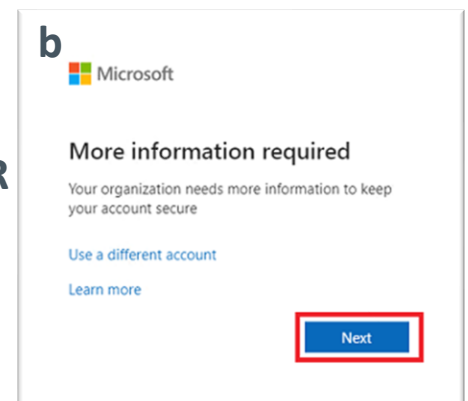 b
Microsoft
More information required
R
Your organization needs more information to keep
your account secure
Use a different account
Learn more
Next